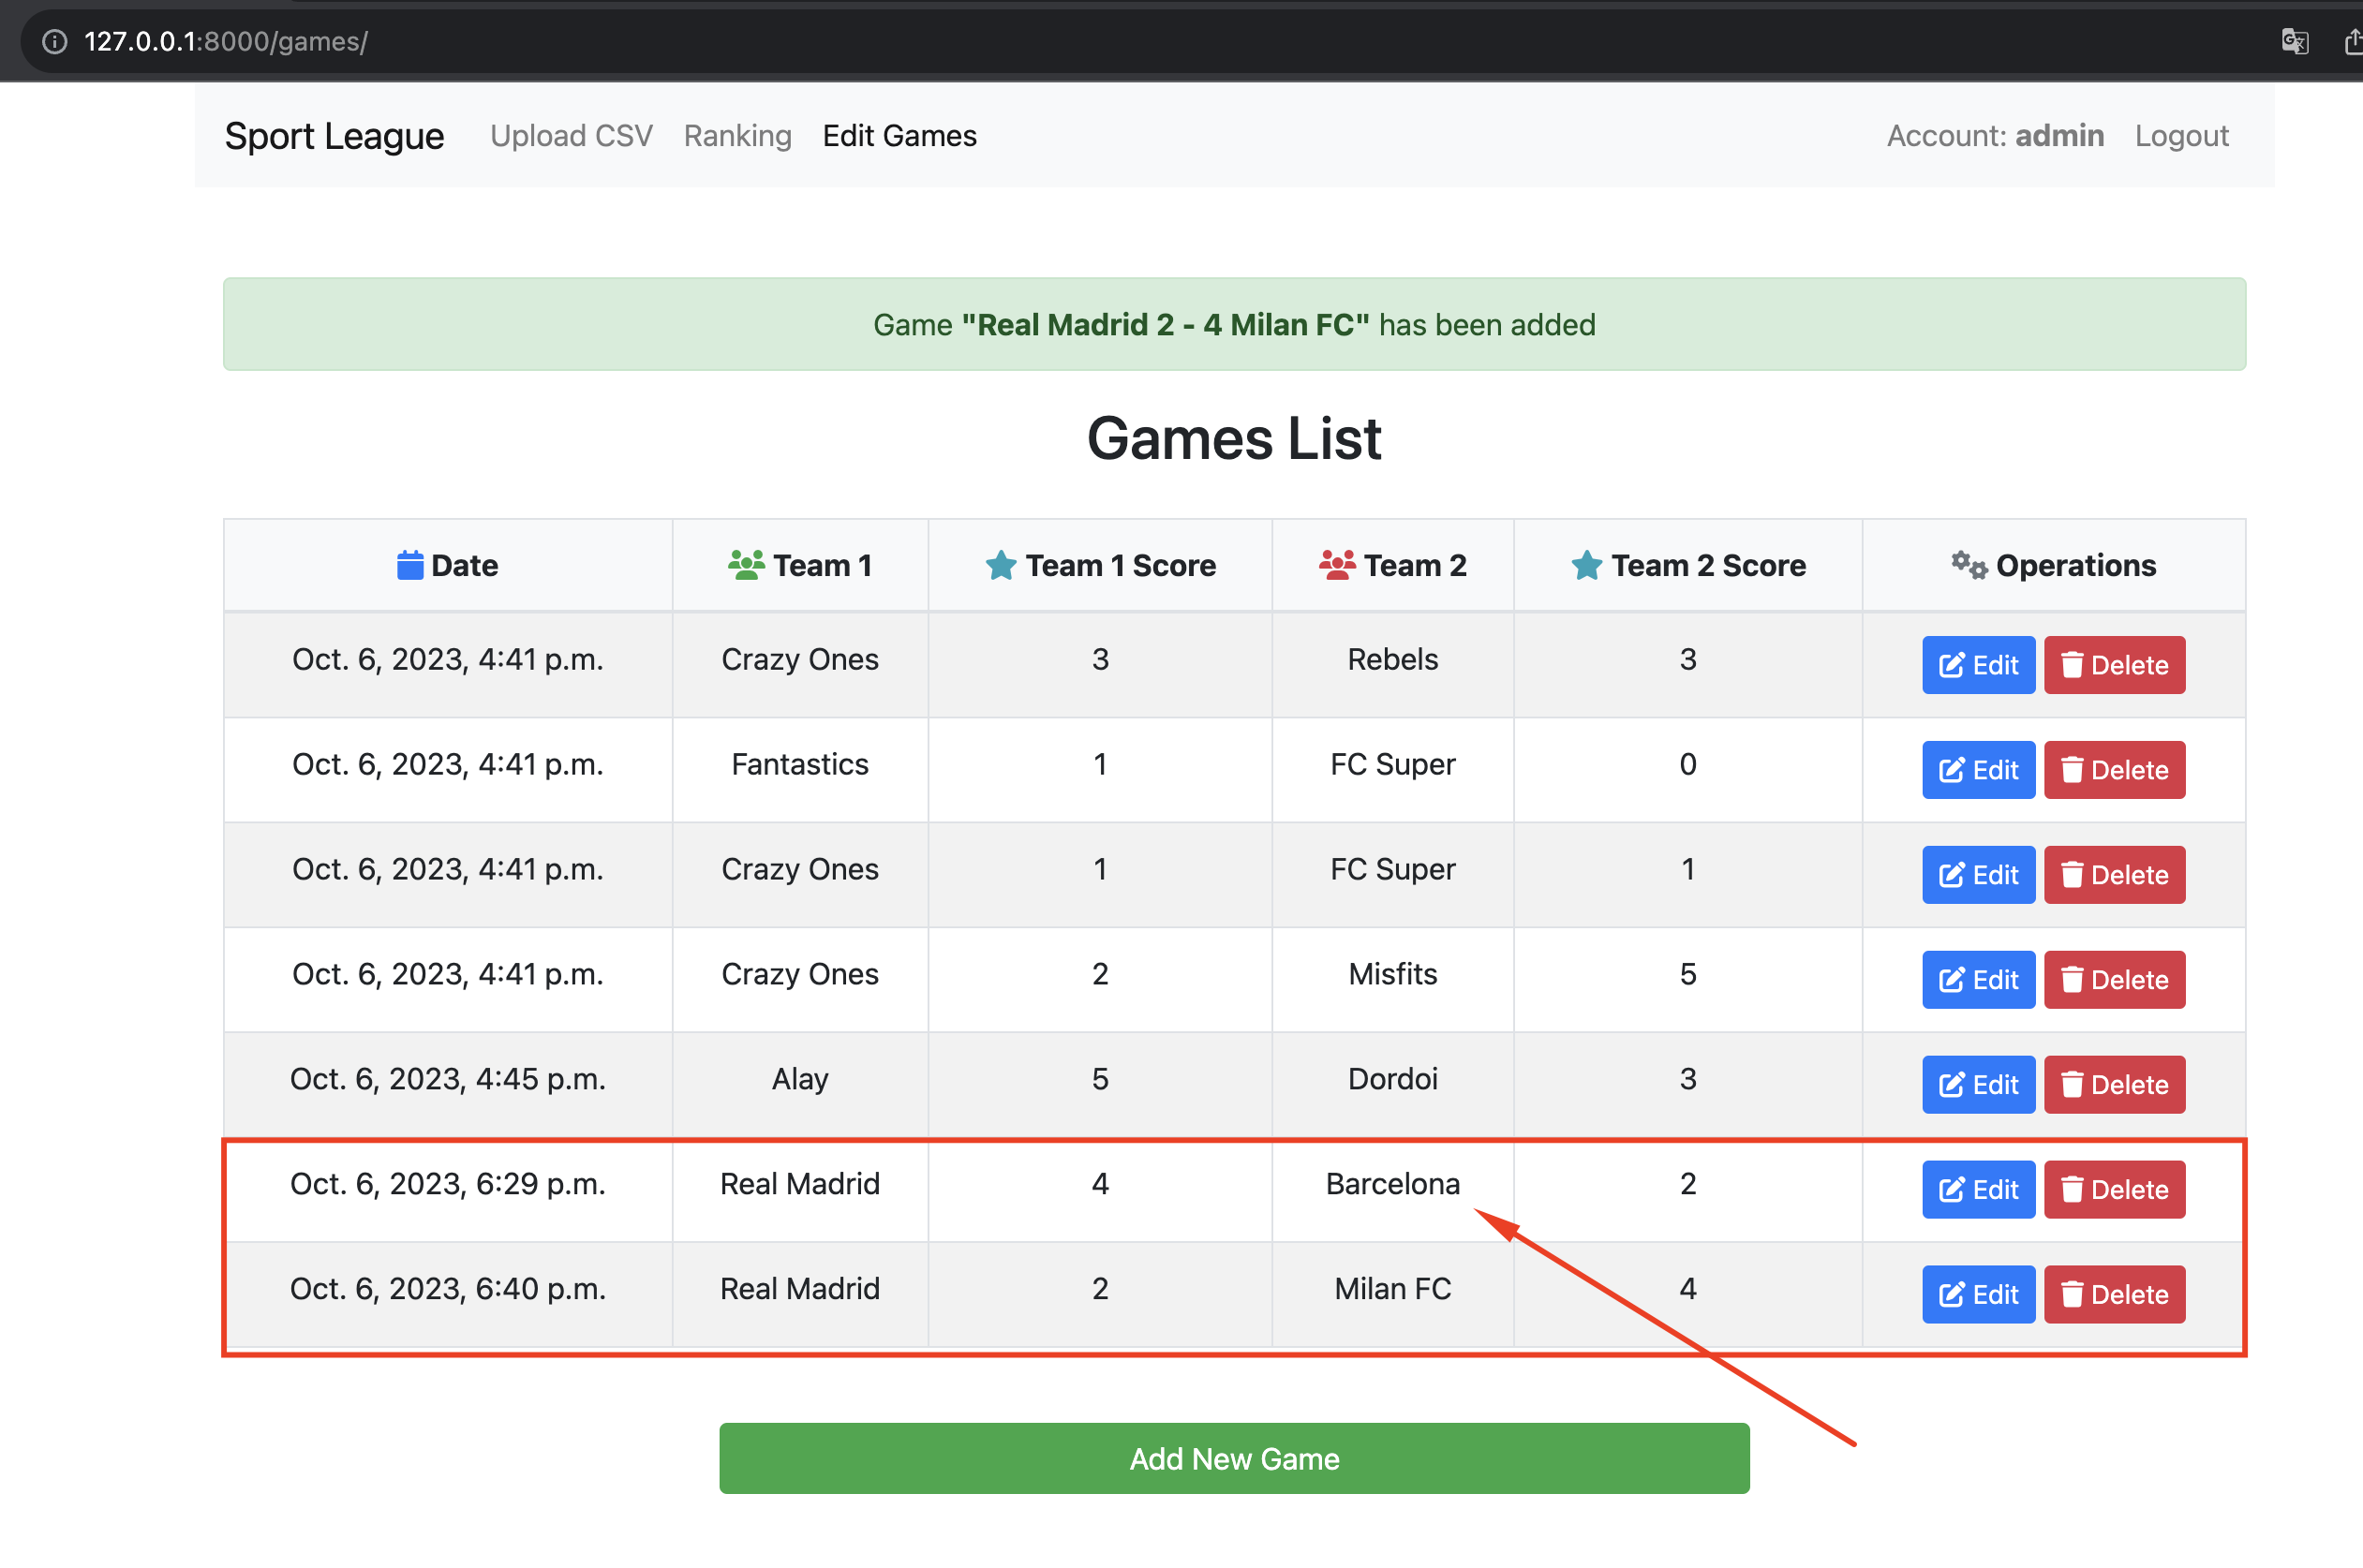 127.0.0.1:8000/games/
Sport League Upload CSV Ranking Edit Games Account: admin Logout
Game "Real Madrid 2 - 4 Milan FC" has been added
Games List
Date Team 1 Team 1 Score Team 2 Team 2 Score Operations
Oct. 6, 2023, 4:41 p.m. Crazy Ones 3 Rebels 3 Edit Delete
Oct. 6, 2023, 4:41 p.m. Fantastics 1 FC Super 0 Edit Delete
Oct. 6, 2023, 4:41 p.m. Crazy Ones 1 FC Super 1 Edit Delete
Oct. 6, 2023, 4:41 p.m. Crazy Ones 2 Misfits 5 Edit Delete
Oct. 6, 2023, 4:45 p.m. Alay 5 Dordoi 3 Edit Delete
Oct. 6, 2023, 6:29 p.m. Real Madrid 4 Barcelona 2 Edit Delete
Oct. 6, 2023, 6:40 p.m. Real Madrid 2 Milan FC 4 Edit Delete
Add New Game